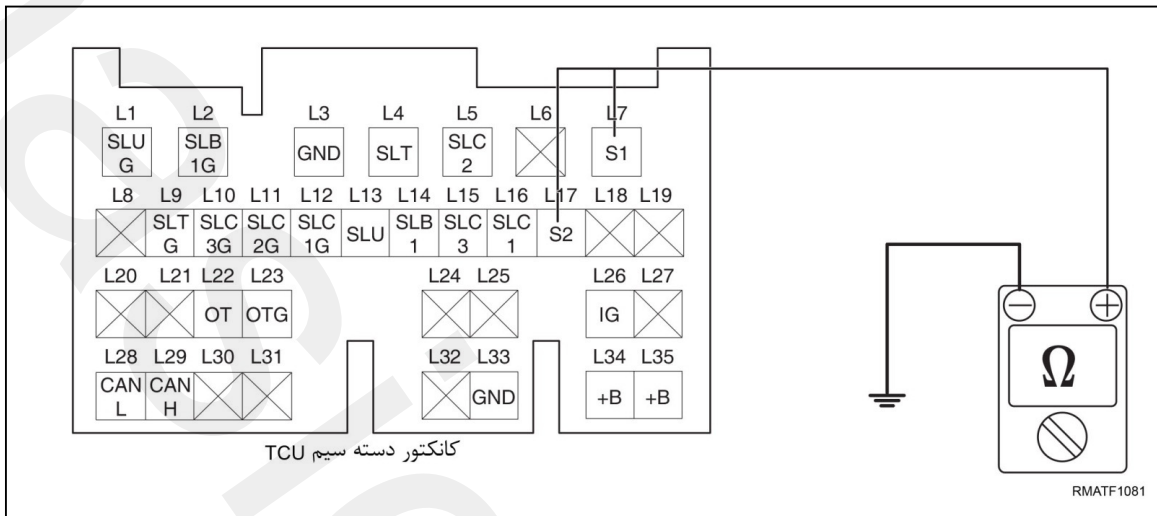 L1 L2 L3 L4 L5 L6 L7
SLU G SLB 1G GND SLT SLC 2 S1
L8 L9 L10 L11 L12 L13 L14 L15 L16 L17 L18 L19
SLT G SLC 3G SLC 2G SLC 1G SLU SLB 1 SLC 3 SLC 1 S2
L20 L21 L22 L23 L24 L25 L26 L27
OT OTG IG
L28 L29 L30 L31 L32 L33 L34 L35
CAN L CAN H GND +B +B
کانکتور دسته سیم TCU
− +
Ω
RMATF1081